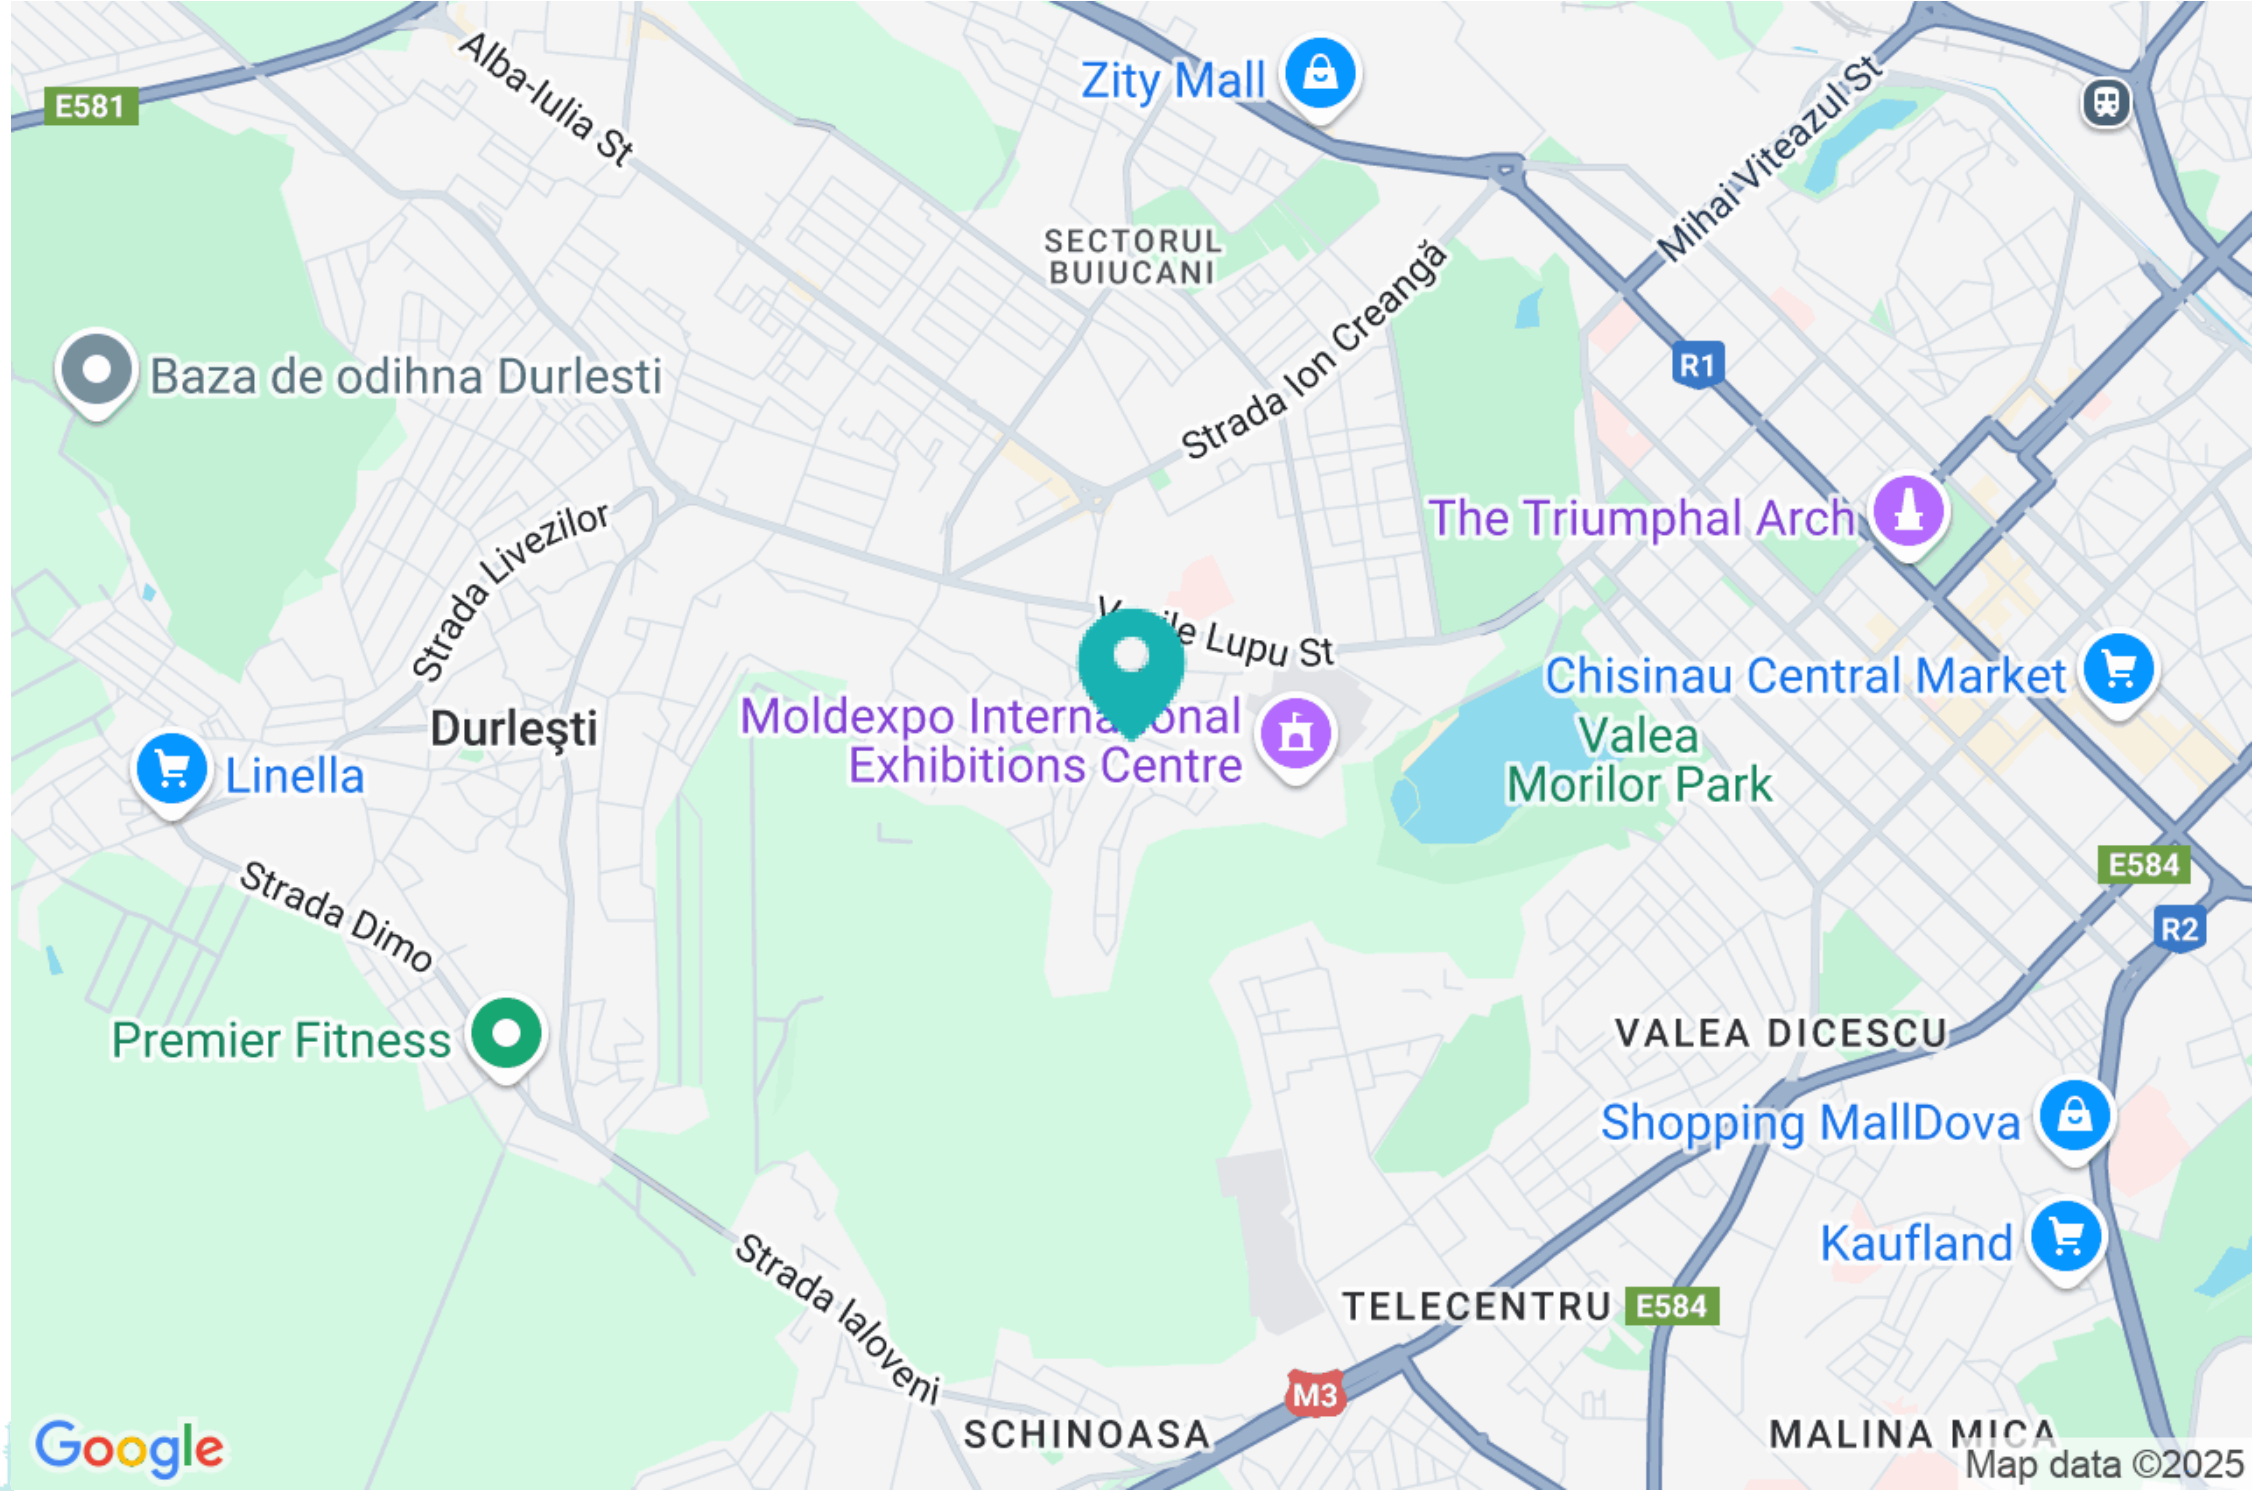 Alba-Iulia St
Zity Mall
E581
Mihai Viteazul St
SECTORUL
BUIUCANI
Strada Ion Creangă
R1
Baza de odihna Durlesti
The Triumphal Arch
Strada Livezilor
Lupu St
Chisinau Central Market
Durleşti
Moldexpo
Exhibitions Centre
Valea
Morilor Park
Linella
E584
Strada Dimo
R2
Premier Fitness
VALEA DICESCU
Shopping MallDova
Kaufland
Strada Ialoveni
TELECENTRU
E584
M3
SCHINOASA
MALINA MICA
Google
Map data ©2025